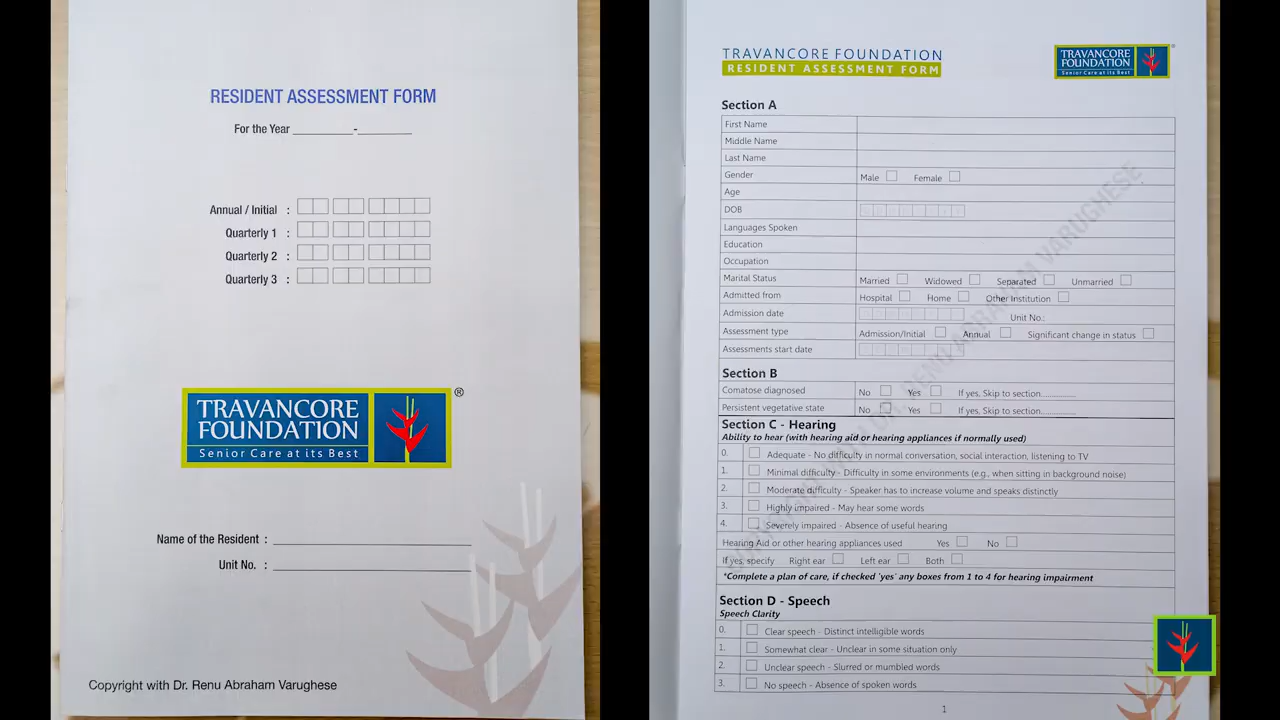 RESIDENT ASSESSMENT FORM
For the Year __________-_________
Annual / Initial :
Quarterly 1 :
Quarterly 2 :
Quarterly 3 :
TRAVANCORE
FOUNDATION
Senior Care at its Best
®
Name of the Resident :
Unit No. :
Copyright with Dr. Renu Abraham Varughese
TRAVANCORE FOUNDATION
RESIDENT ASSESSMENT FORM
TRAVANCORE
FOUNDATION
Senior Care at its Best
®
Section A
First Name
Middle Name
Last Name
Gender Male Female
Age
DOB
Languages Spoken
Education
Occupation
Marital Status Married Widowed Separated Unmarried
Admitted from Hospital Home Other Institution
Admission date Unit No.:
Assessment type Admission/Initial Annual Significant change in status
Assessments start date
Section B
Comatose diagnosed No Yes If yes, Skip to section.............
Persistent vegetative state No Yes If yes, Skip to section.............
Section C - Hearing
Ability to hear (with hearing aid or hearing appliances if normally used)
0. Adequate - No difficulty in normal conversation, social interaction, listening to TV
1. Minimal difficulty - Difficulty in some environments (e.g., when sitting in background noise)
2. Moderate difficulty - Speaker has to increase volume and speaks distinctly
3. Highly impaired - May hear some words
4. Severely impaired - Absence of useful hearing
Hearing Aid or other hearing appliances used Yes No
If yes, specify Right ear Left ear Both
*Complete a plan of care, if checked 'yes' any boxes from 1 to 4 for hearing impairment
Section D - Speech
Speech Clarity
0. Clear speech - Distinct intelligible words
1. Somewhat clear - Unclear in some situation only
2. Unclear speech - Slurred or mumbled words
3. No speech - Absence of spoken words
1
RENU ABRAHAM VARUGHESE